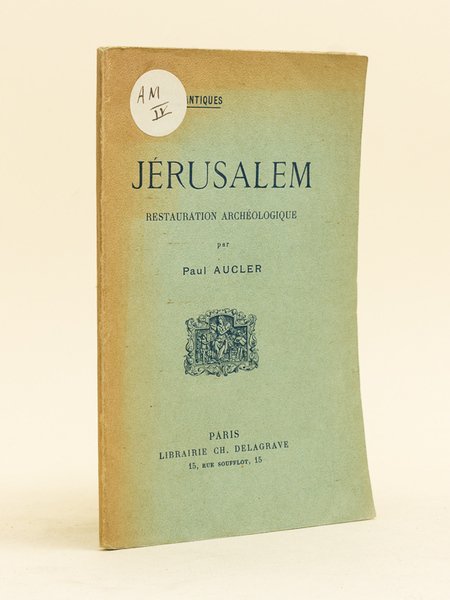 AM
IV
ANTIQUES
JÉRUSALEM
RESTAURATION ARCHÉOLOGIQUE
par
Paul AUCLER
PARIS
LIBRAIRIE CH. DELAGRAVE
15, RUE SOUFFLOT, 15